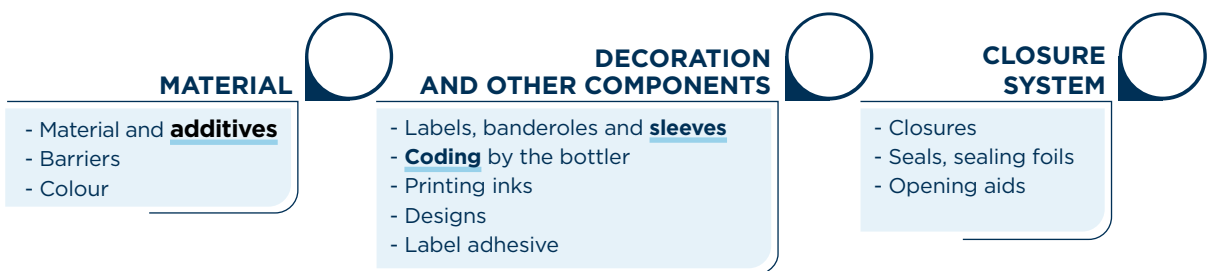 MATERIAL
- Material and additives
- Barriers
- Colour
DECORATION
AND OTHER COMPONENTS
- Labels, banderoles and sleeves
- Coding by the bottler
- Printing inks
- Designs
- Label adhesive
CLOSURE
SYSTEM
- Closures
- Seals, sealing foils
- Opening aids